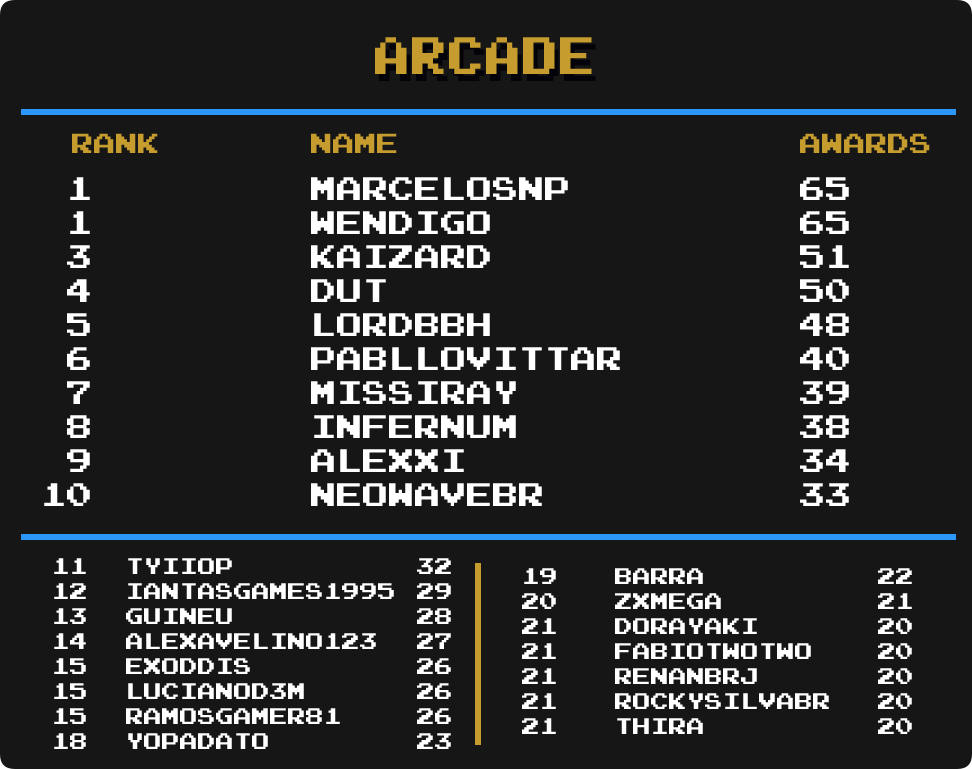 ARCADE
RANK NAME AWARDS
1 MARCELOSNP 65
1 WENDIGO 65
3 KAIZARD 51
4 DUT 50
5 LORDBBH 48
6 PABLLOVITTAR 40
7 MISSIRAY 39
8 INFERNUM 38
9 ALEXXI 34
10 NEOWAVEBR 33
11 TYIIOP 32
12 IANTASGAMES1995 29
13 GUINEU 28
14 ALEXAVELINO123 27
15 EXODDIS 26
15 LUCIANOD3M 26
15 RAMOSGAMER81 26
18 YOPADATO 23
19 BARRA 22
20 ZXMEGA 21
21 DORAYAKI 20
21 FABIOTWOTWO 20
21 RENANBRJ 20
21 ROCKYSILVABR 20
21 THIRA 20